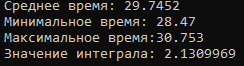 Среднее время: 29.7452
Минимальное время: 28.47
Максимальное время:30.753
Значение интеграла: 2.1309969